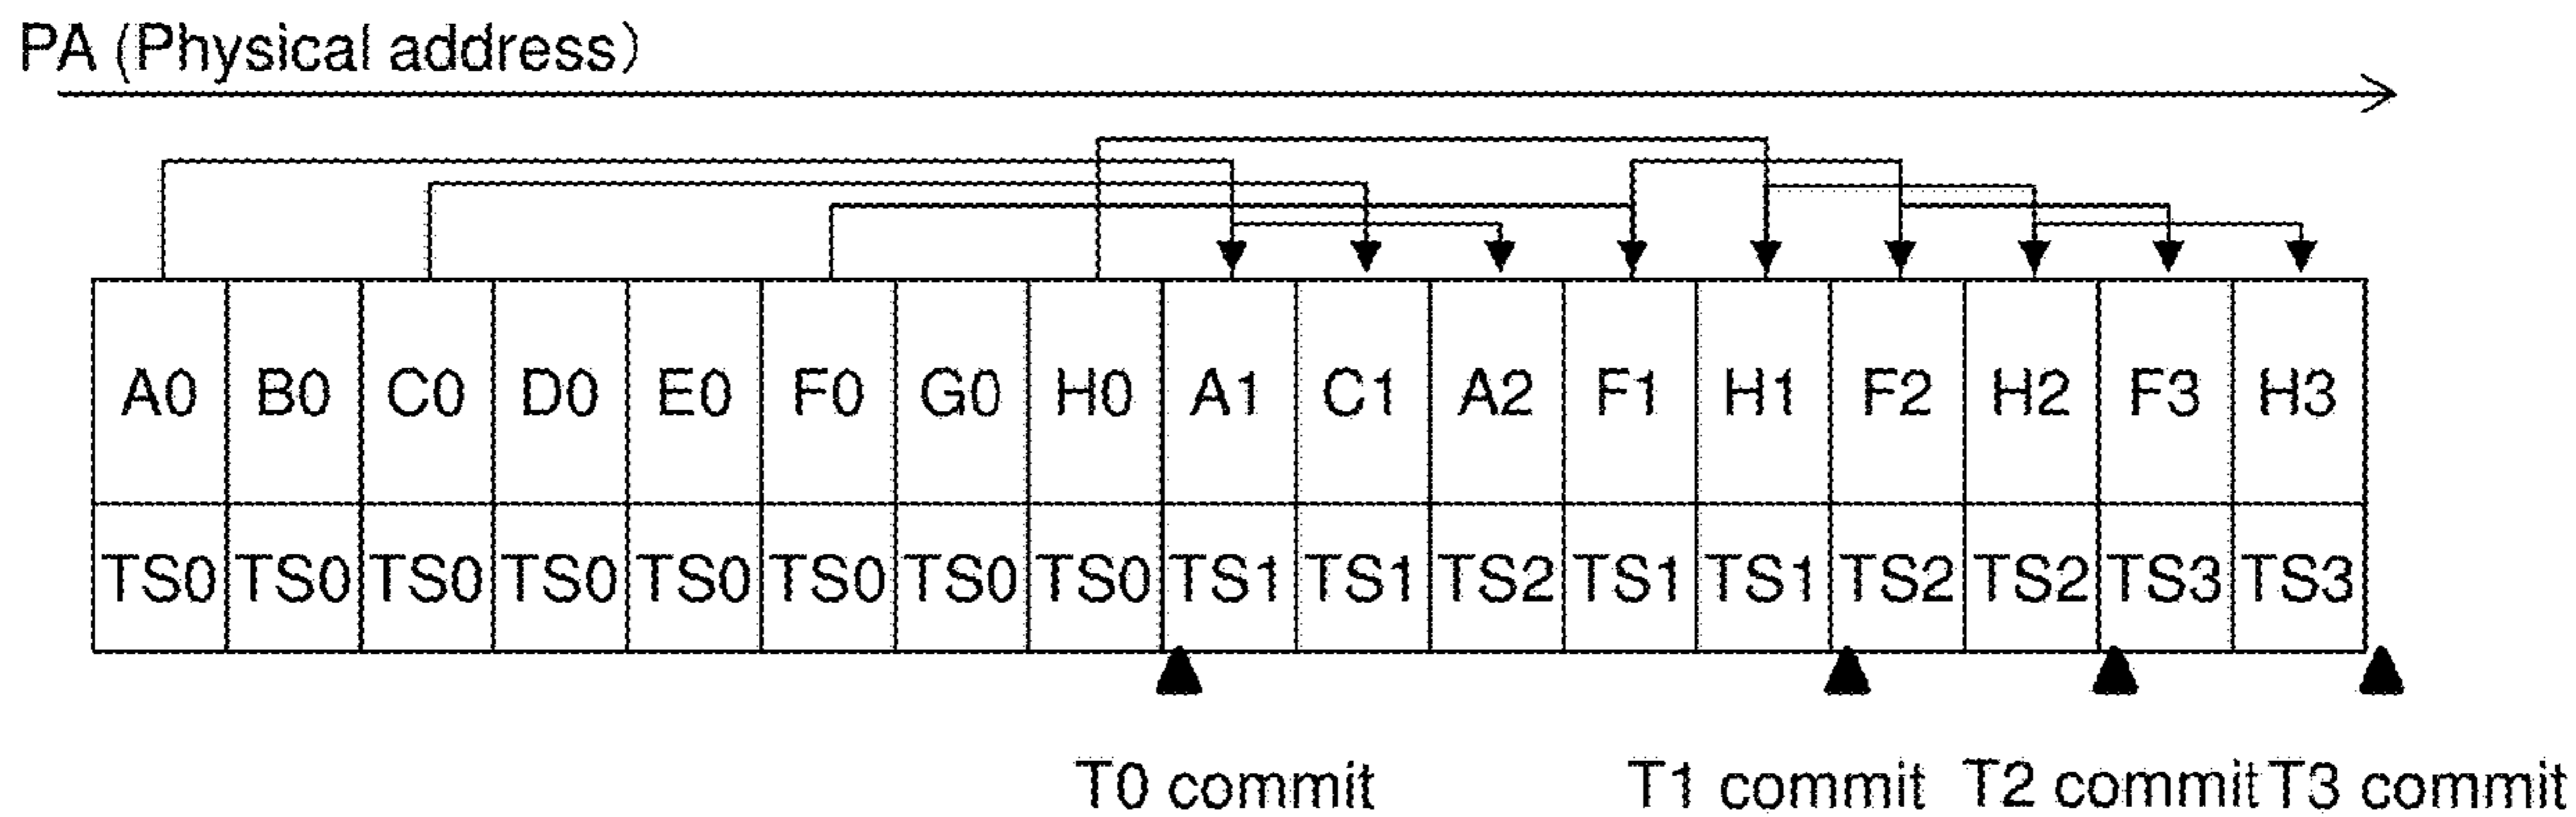 PA (Physical address)
A0 B0 C0 D0 E0 F0 G0 H0 A1 C1 A2 F1 H1 F2 H2 F3 H3
TS0 TS0 TS0 TS0 TS0 TS0 TS0 TS0 TS1 TS1 TS2 TS1 TS1 TS2 TS2 TS3 TS3
T0 commit T1 commit T2 commit T3 commit